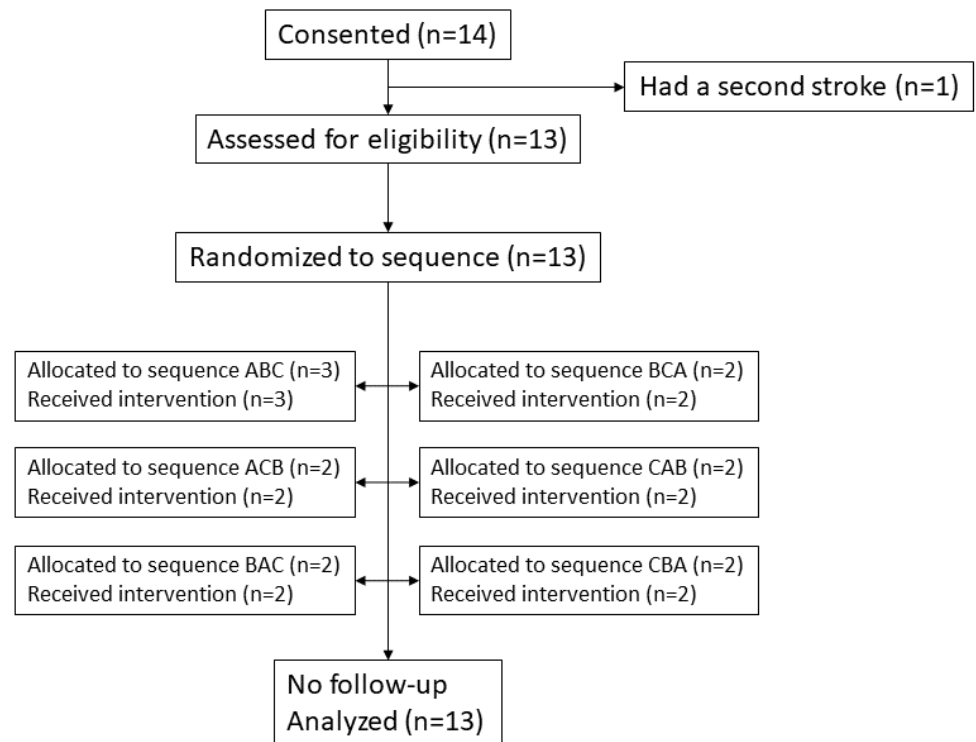 Consented (n=14)
Had a second stroke (n=1)
Assessed for eligibility (n=13)
Randomized to sequence (n=13)
Allocated to sequence ABC (n=3)
Received intervention (n=3)
Allocated to sequence BCA (n=2)
Received intervention (n=2)
Allocated to sequence ACB (n=2)
Received intervention (n=2)
Allocated to sequence CAB (n=2)
Received intervention (n=2)
Allocated to sequence BAC (n=2)
Received intervention (n=2)
Allocated to sequence CBA (n=2)
Received intervention (n=2)
No follow-up
Analyzed (n=13)